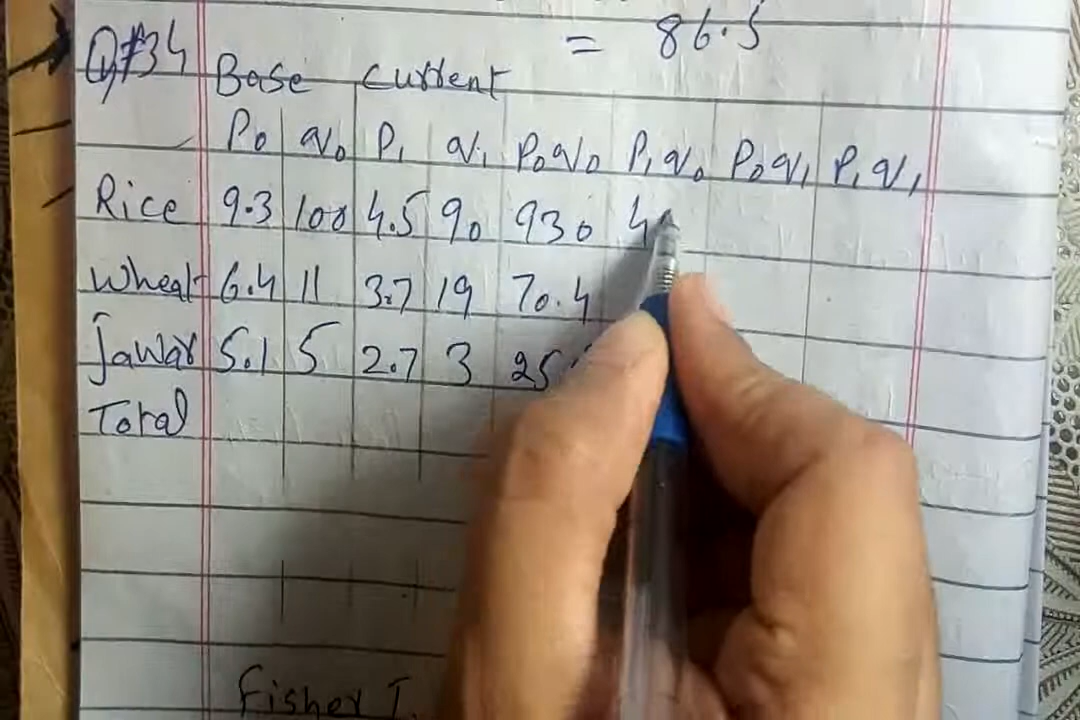 = 86.5
Q#34 Base current
P₀ q₀ P₁ q₁ P₀q₀ P₁q₀ P₀q₁ P₁q₁
Rice 9.3 100 4.5 90 930
Wheat 6.4 11 3.7 19 70.4
Jawar 5.1 5 2.7 3
Total
Fisher I.